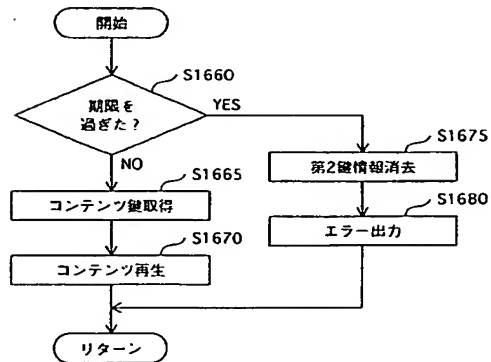 開始
S1660
期限を
過ぎた?
YES
NO
S1665
コンテンツ鍵取得
S1670
コンテンツ再生
S1675
第2鍵情報消去
S1680
エラー出力
リターン